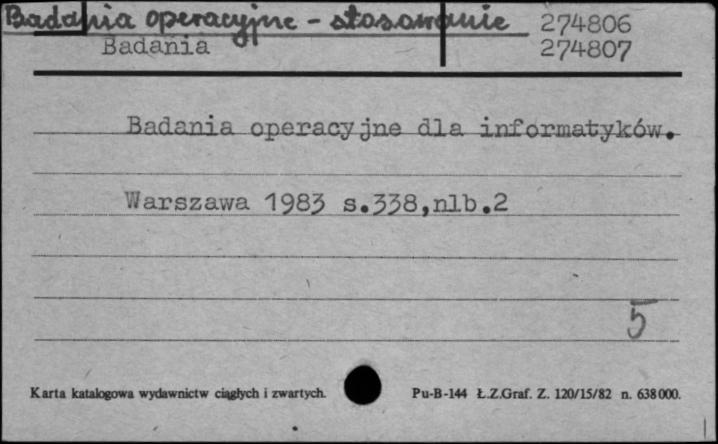 Badania operacyjne - stosowanie 274806
Badania 274807
Badania operacyjne dla informatyków.
Warszawa 1983 s.338,nlb.2
5
Karta katalogowa wydawnictw ciągłych i zwartych. Pu-B-144 Ł.Z.Graf. Z. 120/15/82 n. 638000.